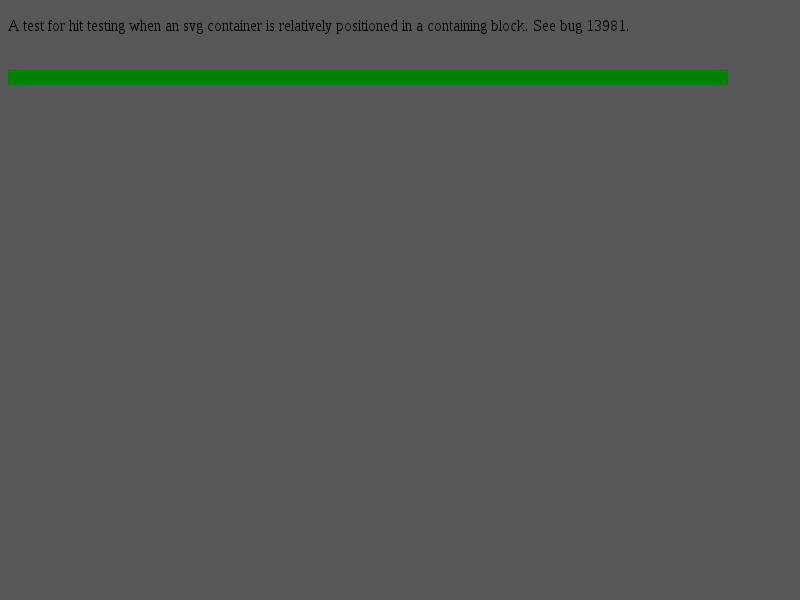 A test for hit testing when an svg container is relatively positioned in a containing block. See bug 13981.